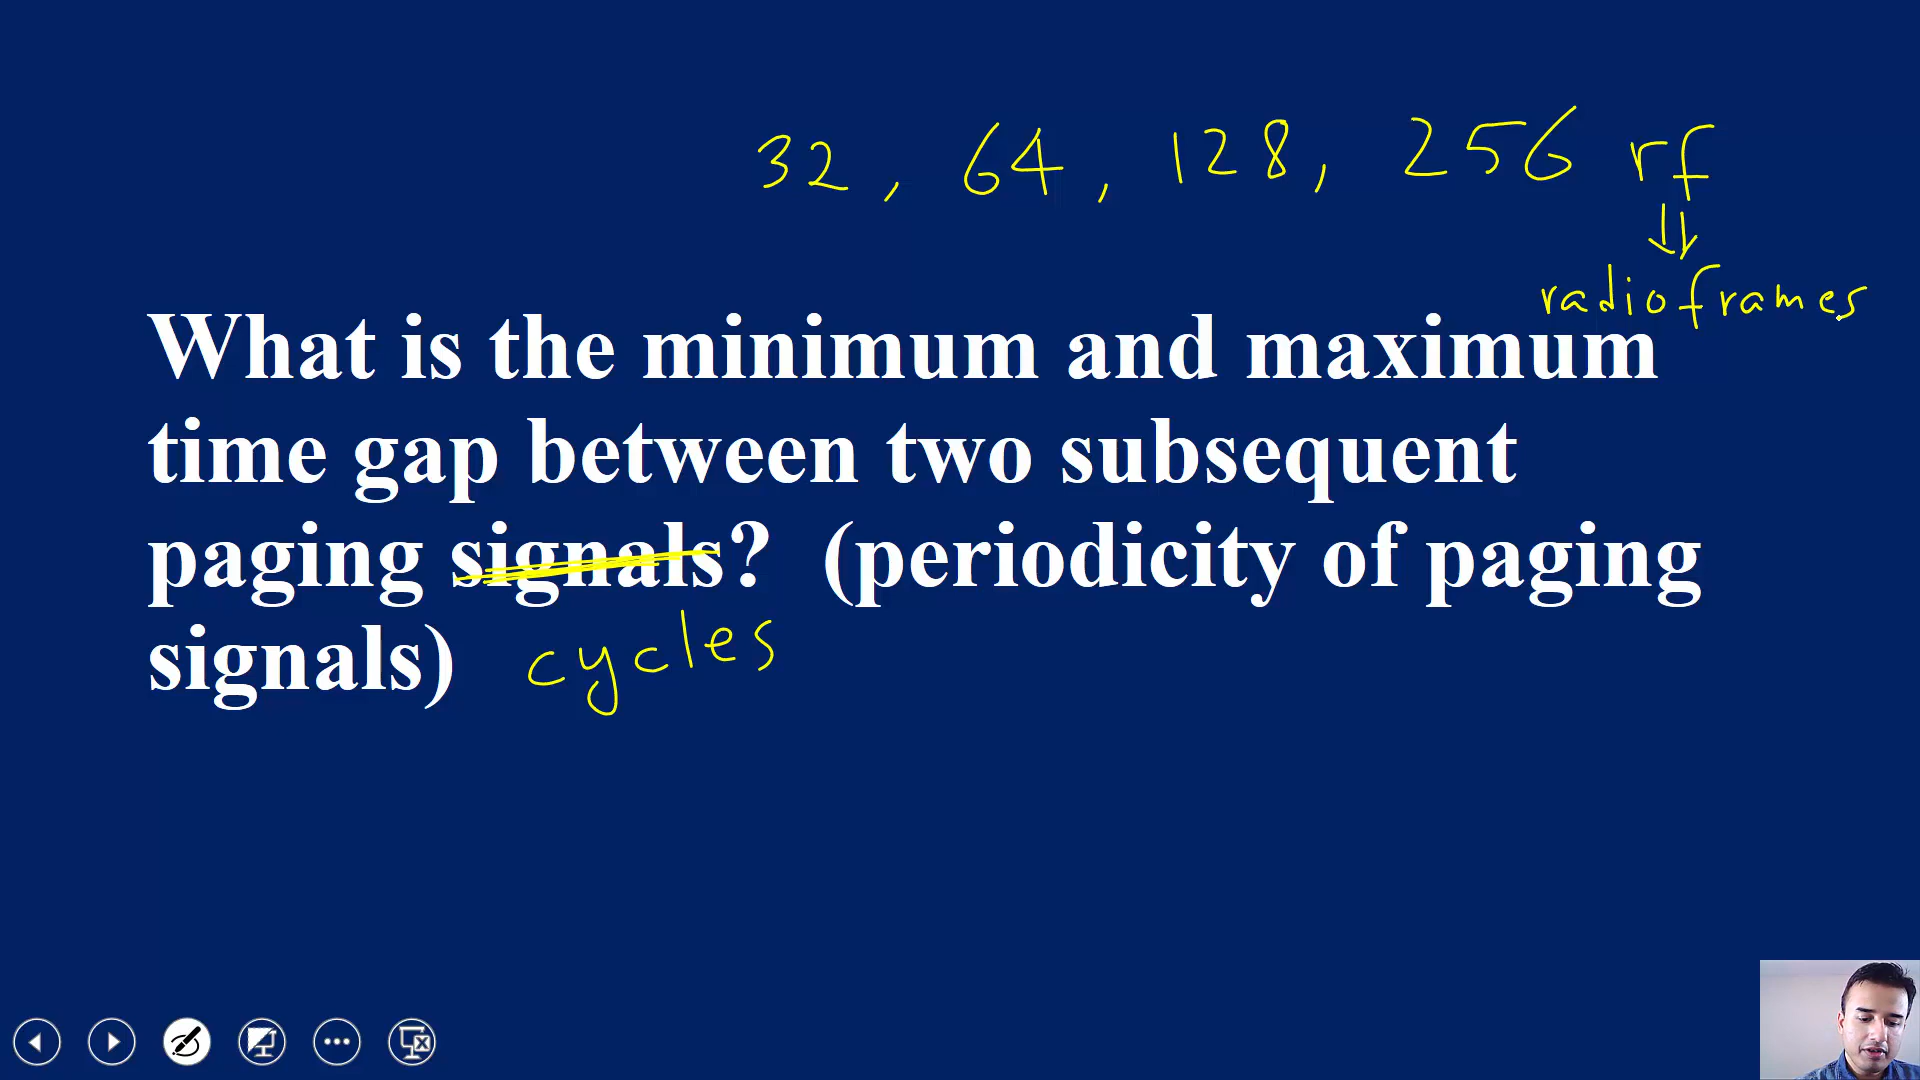 32, 64, 128, 256 rf
radioframes
What is the minimum and maximum
time gap between two subsequent
paging signals? (periodicity of paging
signals) cycles